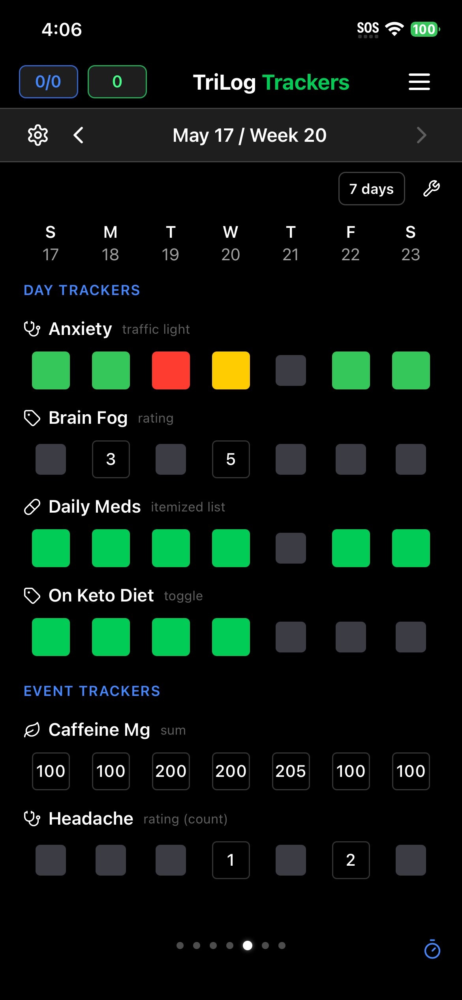 4:06 SOS 100
0/0 0 TriLog Trackers
May 17 / Week 20
7 days
S M T W T F S
17 18 19 20 21 22 23
DAY TRACKERS
Anxiety traffic light
Brain Fog rating
3 5
Daily Meds itemized list
On Keto Diet toggle
EVENT TRACKERS
Caffeine Mg sum
100 100 200 200 205 100 100
Headache rating (count)
1 2